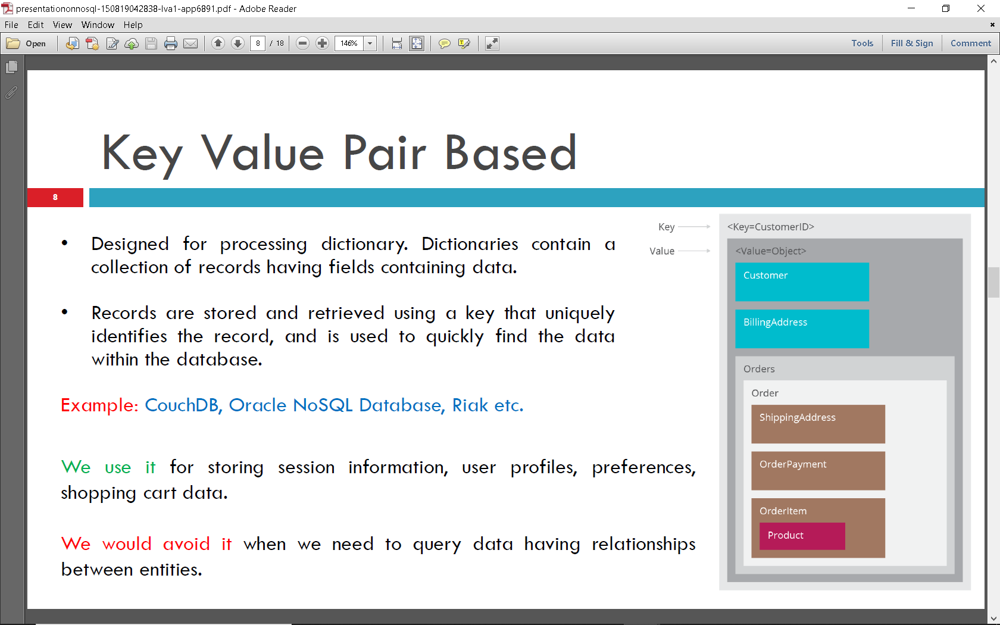 presentationonnosql-150819042838-lva1-app6891.pdf - Adobe Reader
File Edit View Window Help
Open 8 / 18 146% Tools Fill & Sign Comment
Key Value Pair Based
8
• Designed for processing dictionary. Dictionaries contain a
collection of records having fields containing data.
• Records are stored and retrieved using a key that uniquely
identifies the record, and is used to quickly find the data
within the database.
Example: CouchDB, Oracle NoSQL Database, Riak etc.
We use it for storing session information, user profiles, preferences,
shopping cart data.
We would avoid it when we need to query data having relationships
between entities.
Key
Value
<Key=CustomerID>
<Value=Object>
Customer
BillingAddress
Orders
Order
ShippingAddress
OrderPayment
OrderItem
Product